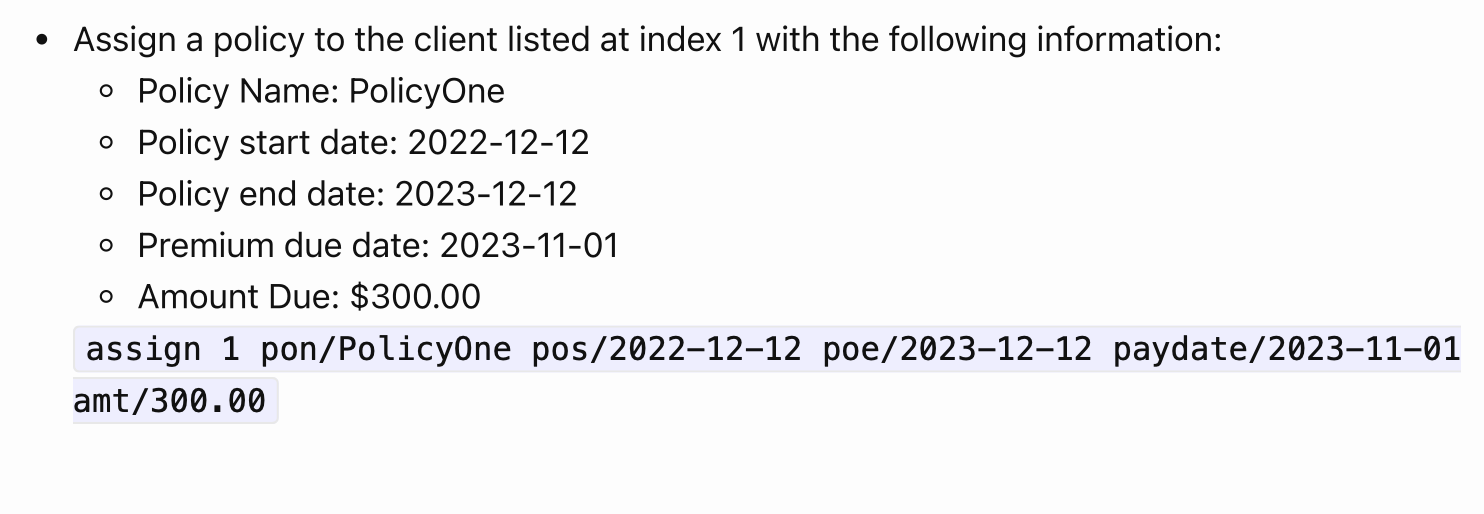 Assign a policy to the client listed at index 1 with the following information:
Policy Name: PolicyOne
Policy start date: 2022-12-12
Policy end date: 2023-12-12
Premium due date: 2023-11-01
Amount Due: $300.00
assign 1 pon/PolicyOne pos/2022-12-12 poe/2023-12-12 paydate/2023-11-01
amt/300.00